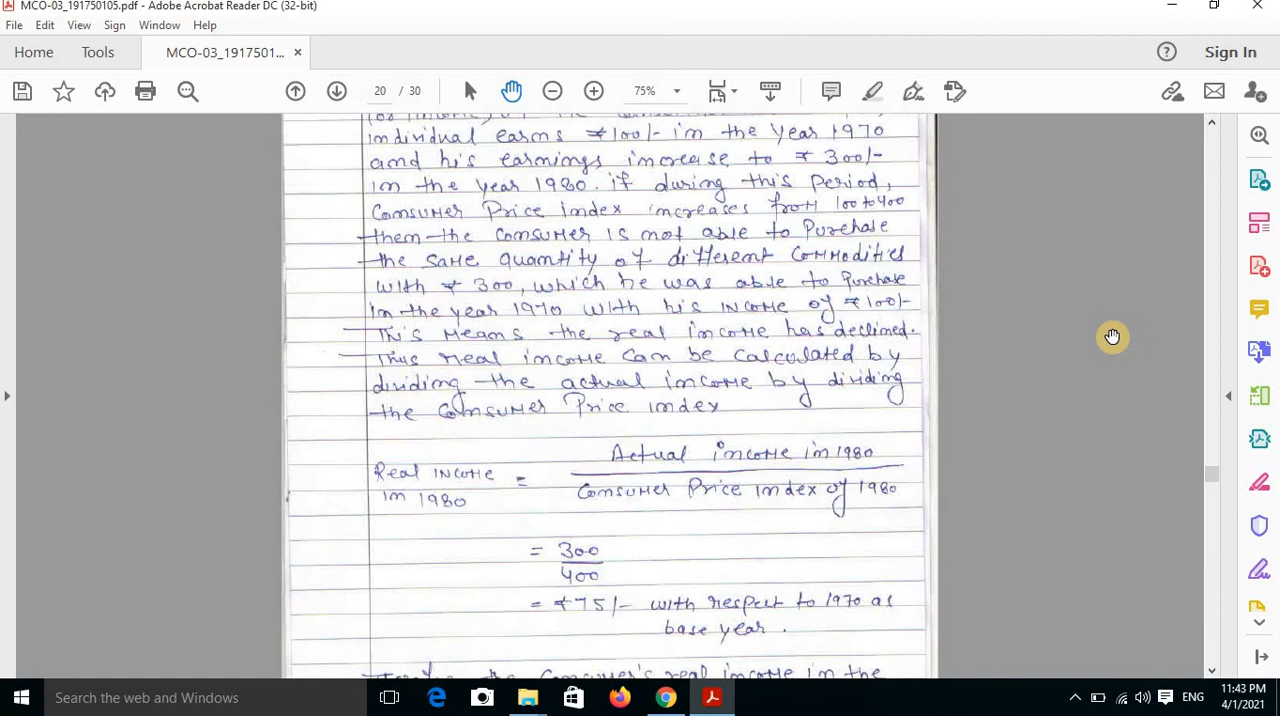 MCO-03_191750105.pdf - Adobe Acrobat Reader DC (32-bit)
File Edit View Sign Window Help
Home Tools MCO-03_1917501... × Sign In
20 / 30 75%
individual earns ₹100/- in the year 1970
and his earnings increase to ₹ 300/-
in the year 1980. if during this period,
Consumer Price index increases from 100 to 400
then the consumer is not able to purchase
the same quantity of different commodities
with ₹ 300, which he was able to purchase
in the year 1970 with his income of ₹100/-
This means the real income has declined.
Thus real income can be calculated by
dividing the actual income by dividing
the consumer price index
Real income in 1980 = Actual income in 1980
Consumer Price index of 1980
= 300
400
= ₹75/- with respect to 1970 as
base year.
the consumer's real income in the
Search the web and Windows
ENG
11:43 PM
4/1/2021